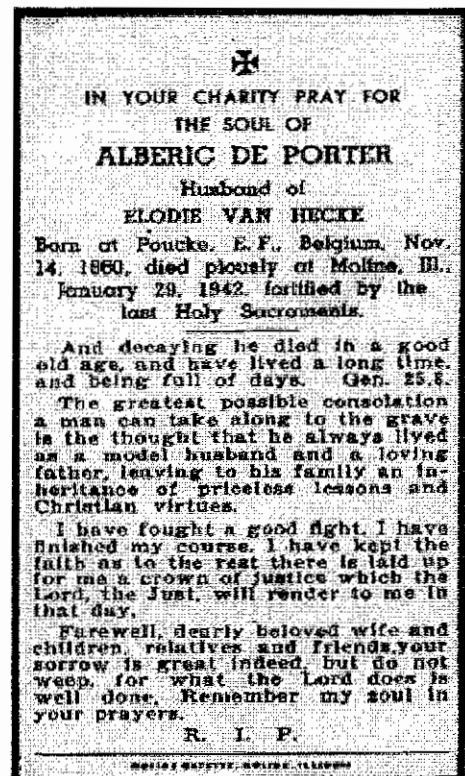 IN YOUR CHARITY PRAY FOR
THE SOUL OF
ALBERIC DE PORTER
Husband of
ELODIE VAN HECKE
Born at Poucke, E. F., Belgium, Nov.
14, 1860, died piously at Moline, Ill.,
January 29, 1942, fortified by the
last Holy Sacraments.
And decaying he died in a good
old age, and have lived a long time,
and being full of days. Gen. 25.8.
The greatest possible consolation
a man can take along to the grave
is the thought that he always lived
as a model husband and a loving
father, leaving to his family an in-
heritance of priceless lessons and
Christian virtues.
I have fought a good fight, I have
finished my course, I have kept the
faith as to the rest there is laid up
for me a crown of justice which the
Lord, the Just, will render to me in
that day.
Farewell, dearly beloved wife and
children, relatives and friends,your
sorrow is great indeed, but do not
weep, for what the Lord does is
well done. Remember my soul in
your prayers.
R. I. P.
GAZETTE, MOLINE, ILLINOIS